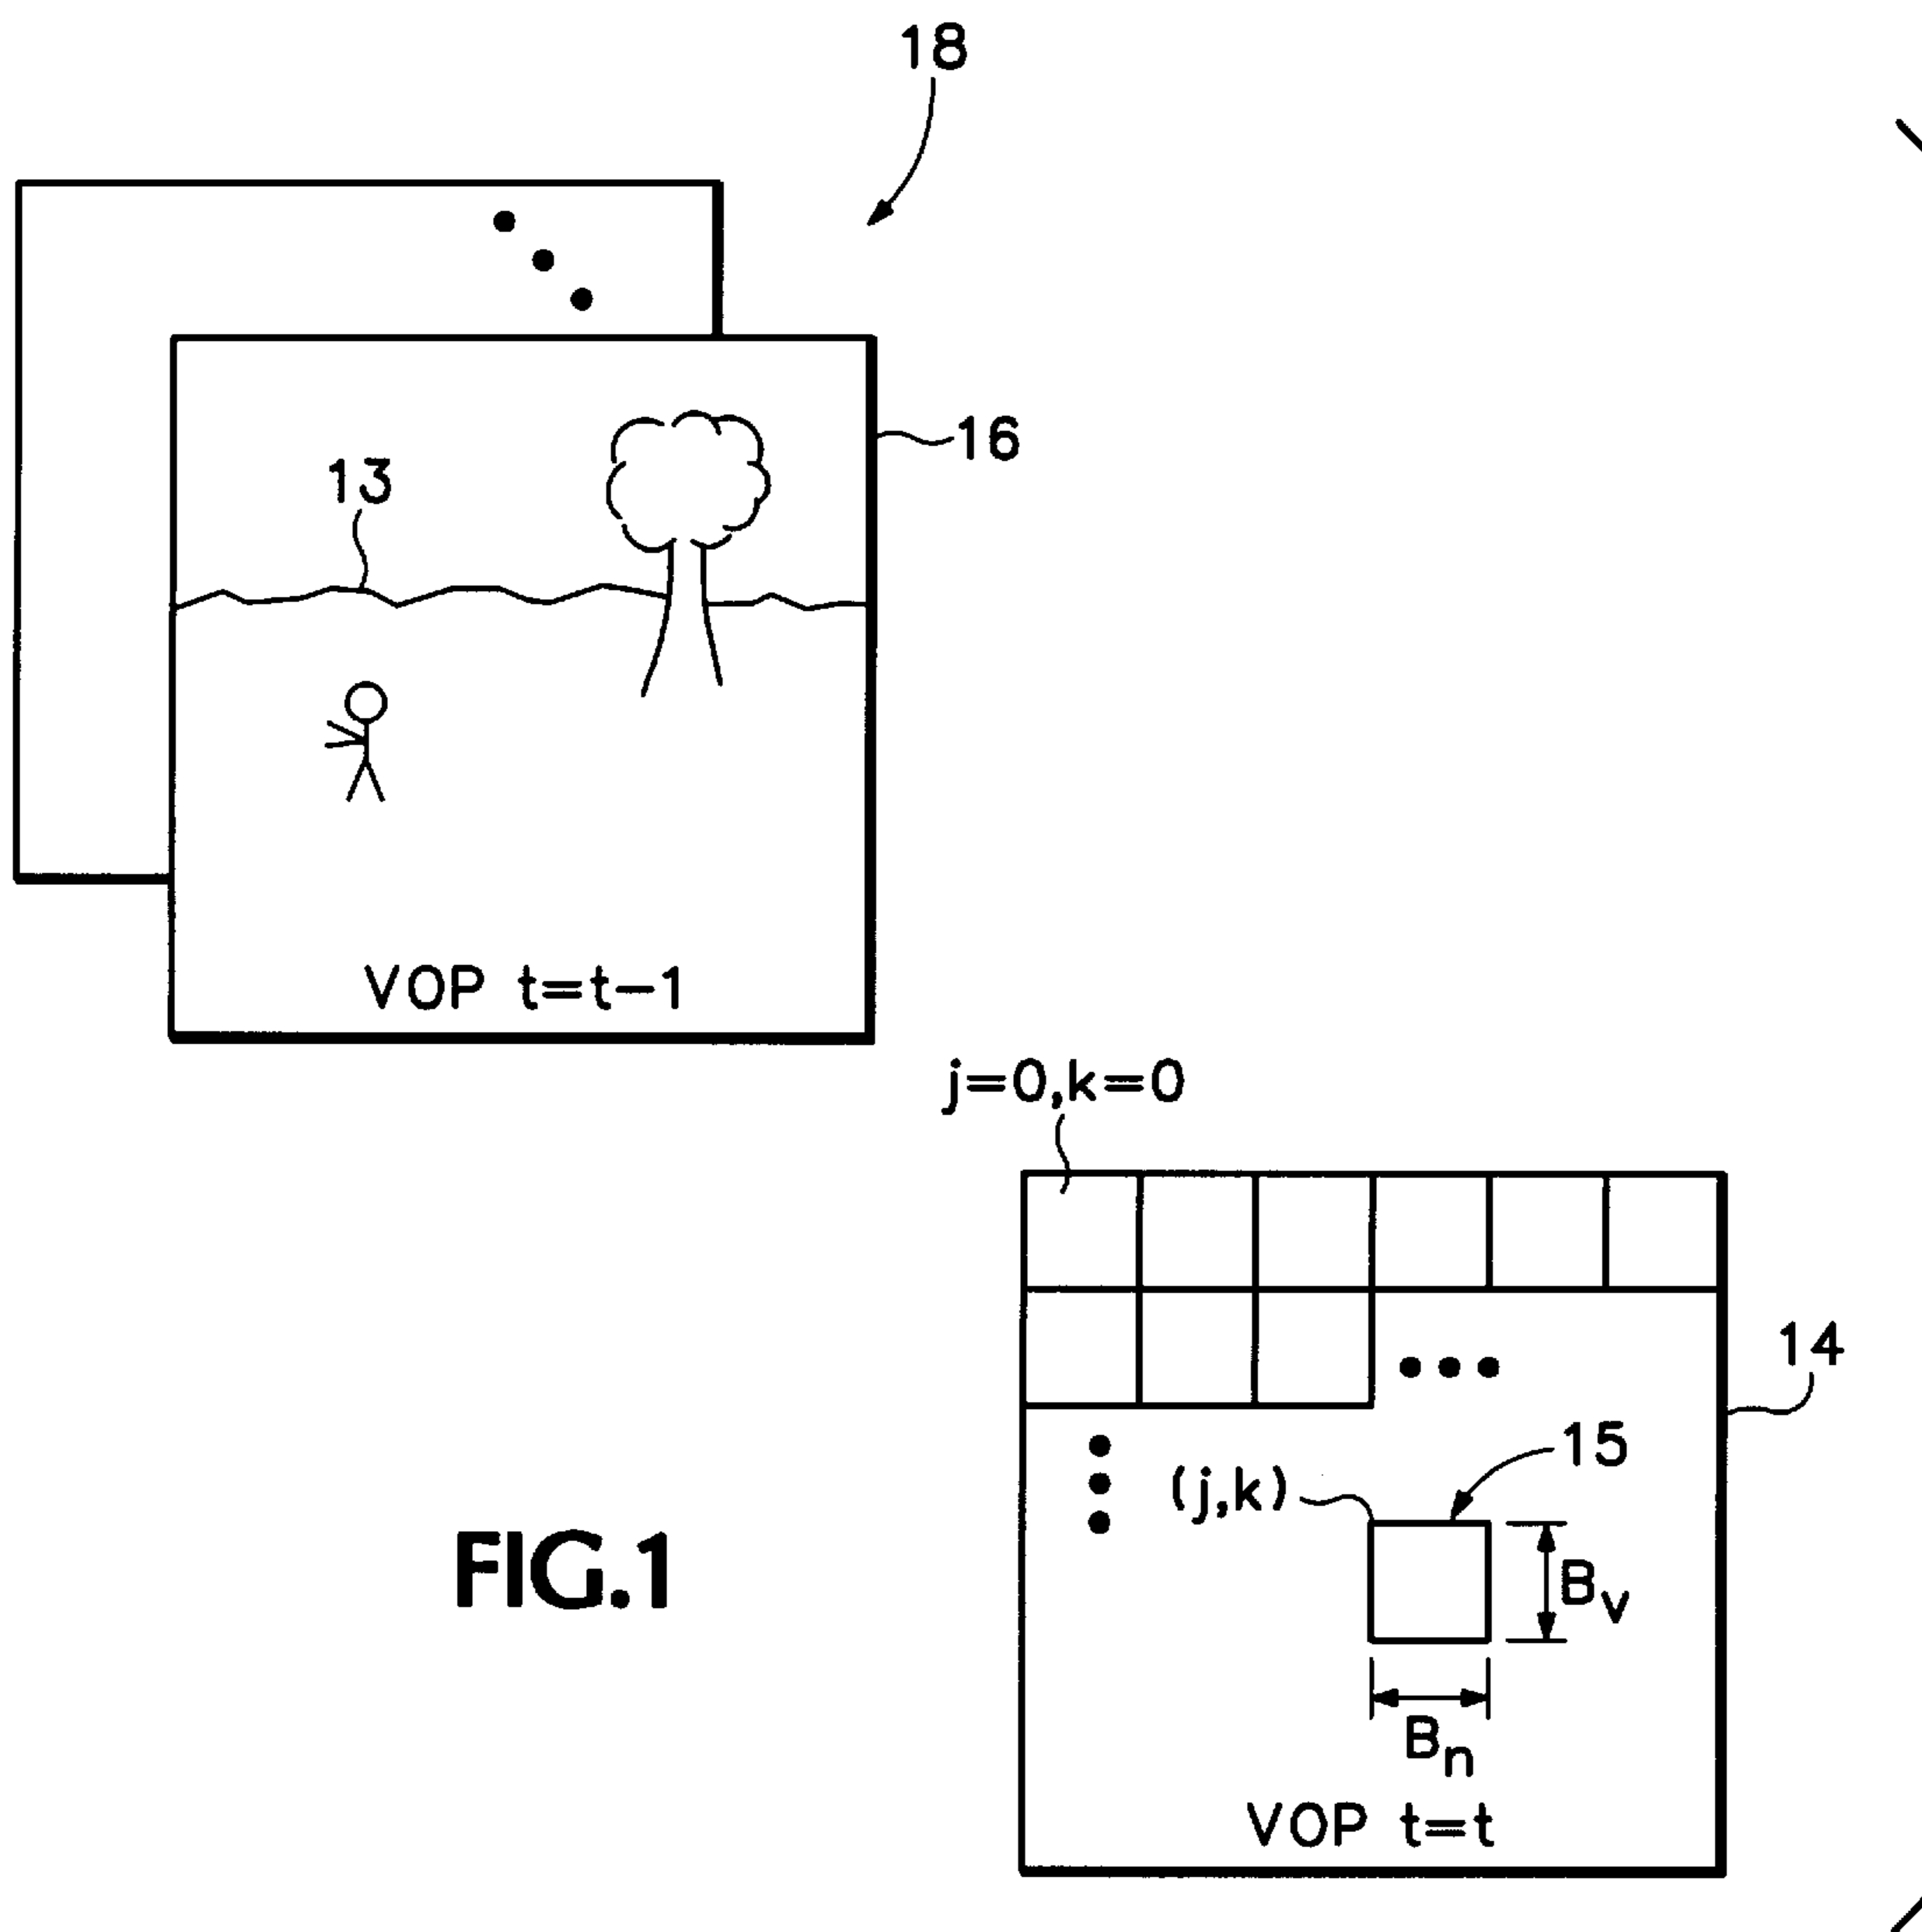 18
16
13
VOP t=t-1
j=0,k=0
14
15
(j,k)
Bv
Bn
VOP t=t
FIG.1